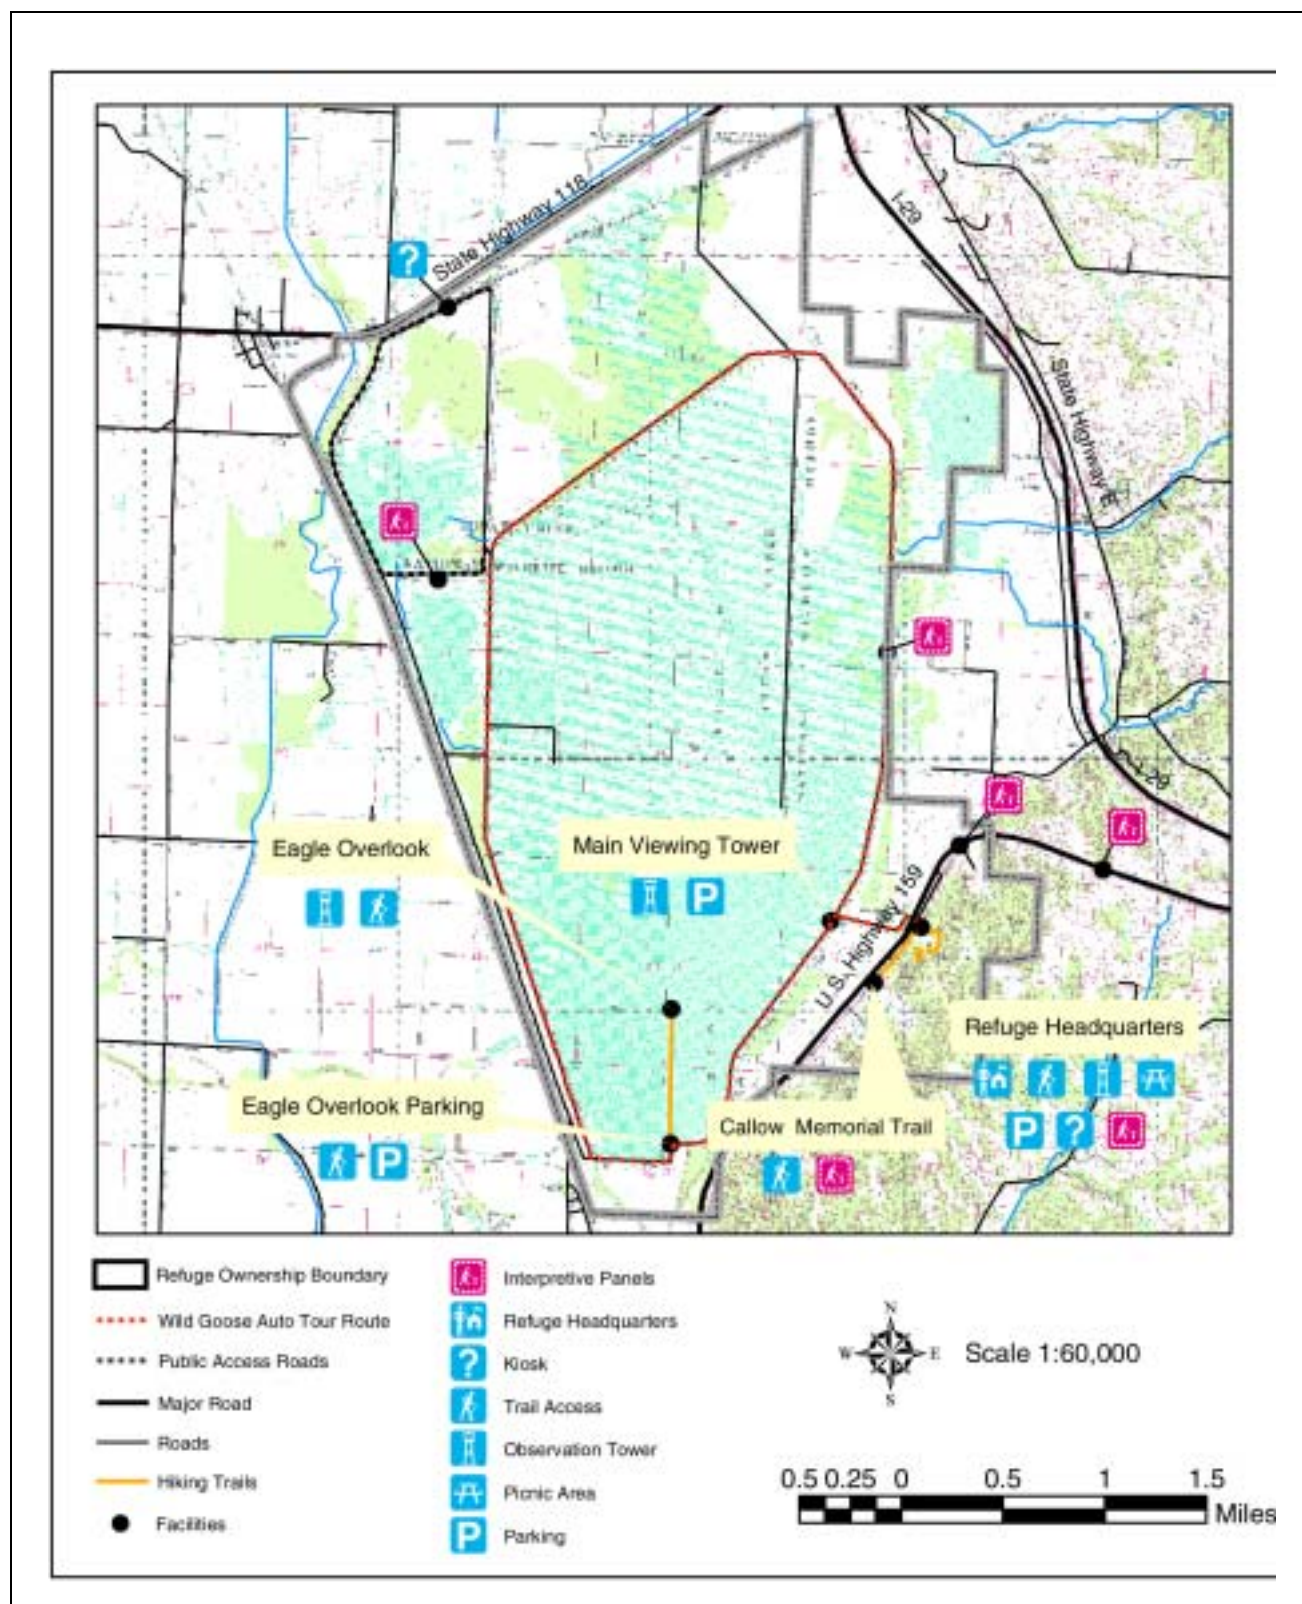 State Highway 118
I-29
State Highway E
I-29
Eagle Overlook
Main Viewing Tower
U.S. Highway 159
Refuge Headquarters
Eagle Overlook Parking
Callow Memorial Trail
Refuge Ownership Boundary
Wild Goose Auto Tour Route
Public Access Roads
Major Road
Roads
Hiking Trails
Facilities
Interpretive Panels
Refuge Headquarters
Kiosk
Trail Access
Observation Tower
Picnic Area
Parking
N
W E
S
Scale 1:60,000
0.5 0.25 0 0.5 1 1.5
Miles